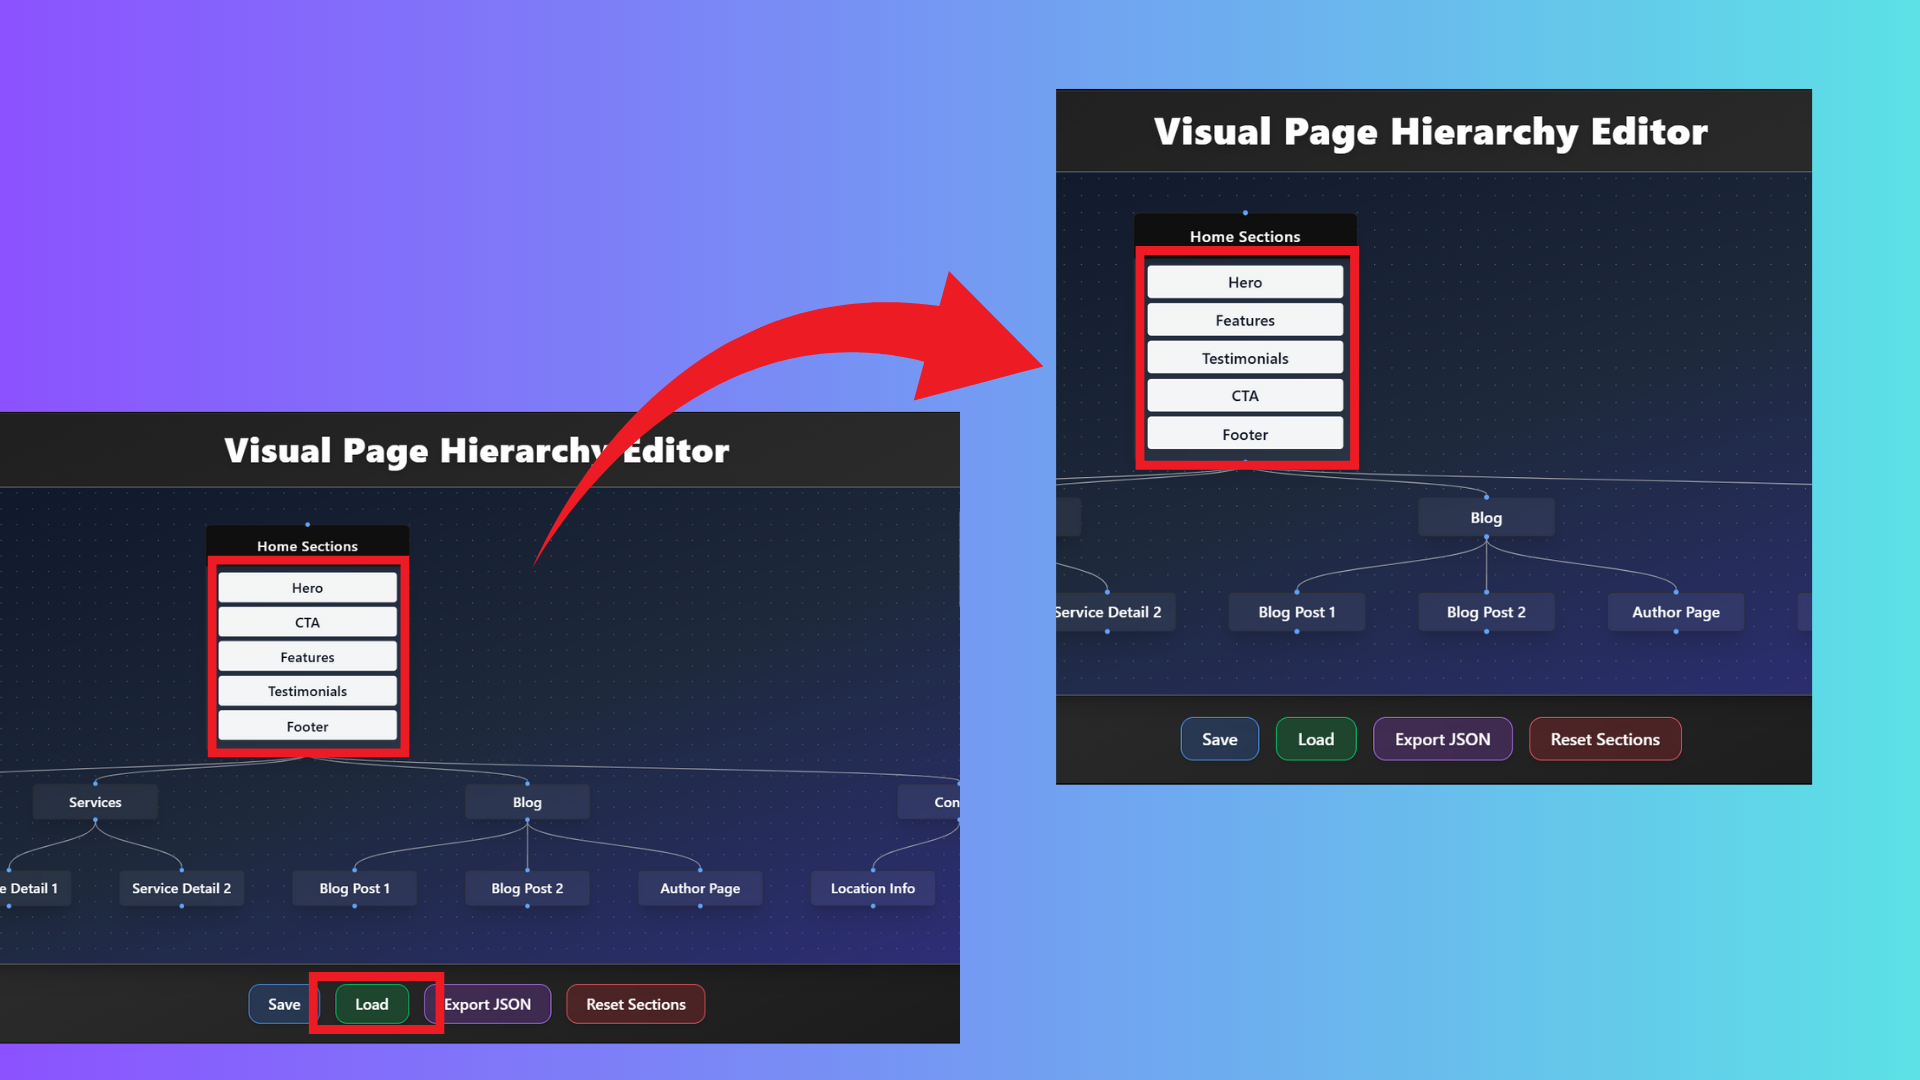 Visual Page Hierarchy Editor
Home Sections
Hero
CTA
Features
Testimonials
Footer
Services
Blog
Con
e Detail 1
Service Detail 2
Blog Post 1
Blog Post 2
Author Page
Location Info
Save
Load
Export JSON
Reset Sections
Visual Page Hierarchy Editor
Home Sections
Hero
Features
Testimonials
CTA
Footer
Blog
Service Detail 2
Blog Post 1
Blog Post 2
Author Page
Save
Load
Export JSON
Reset Sections